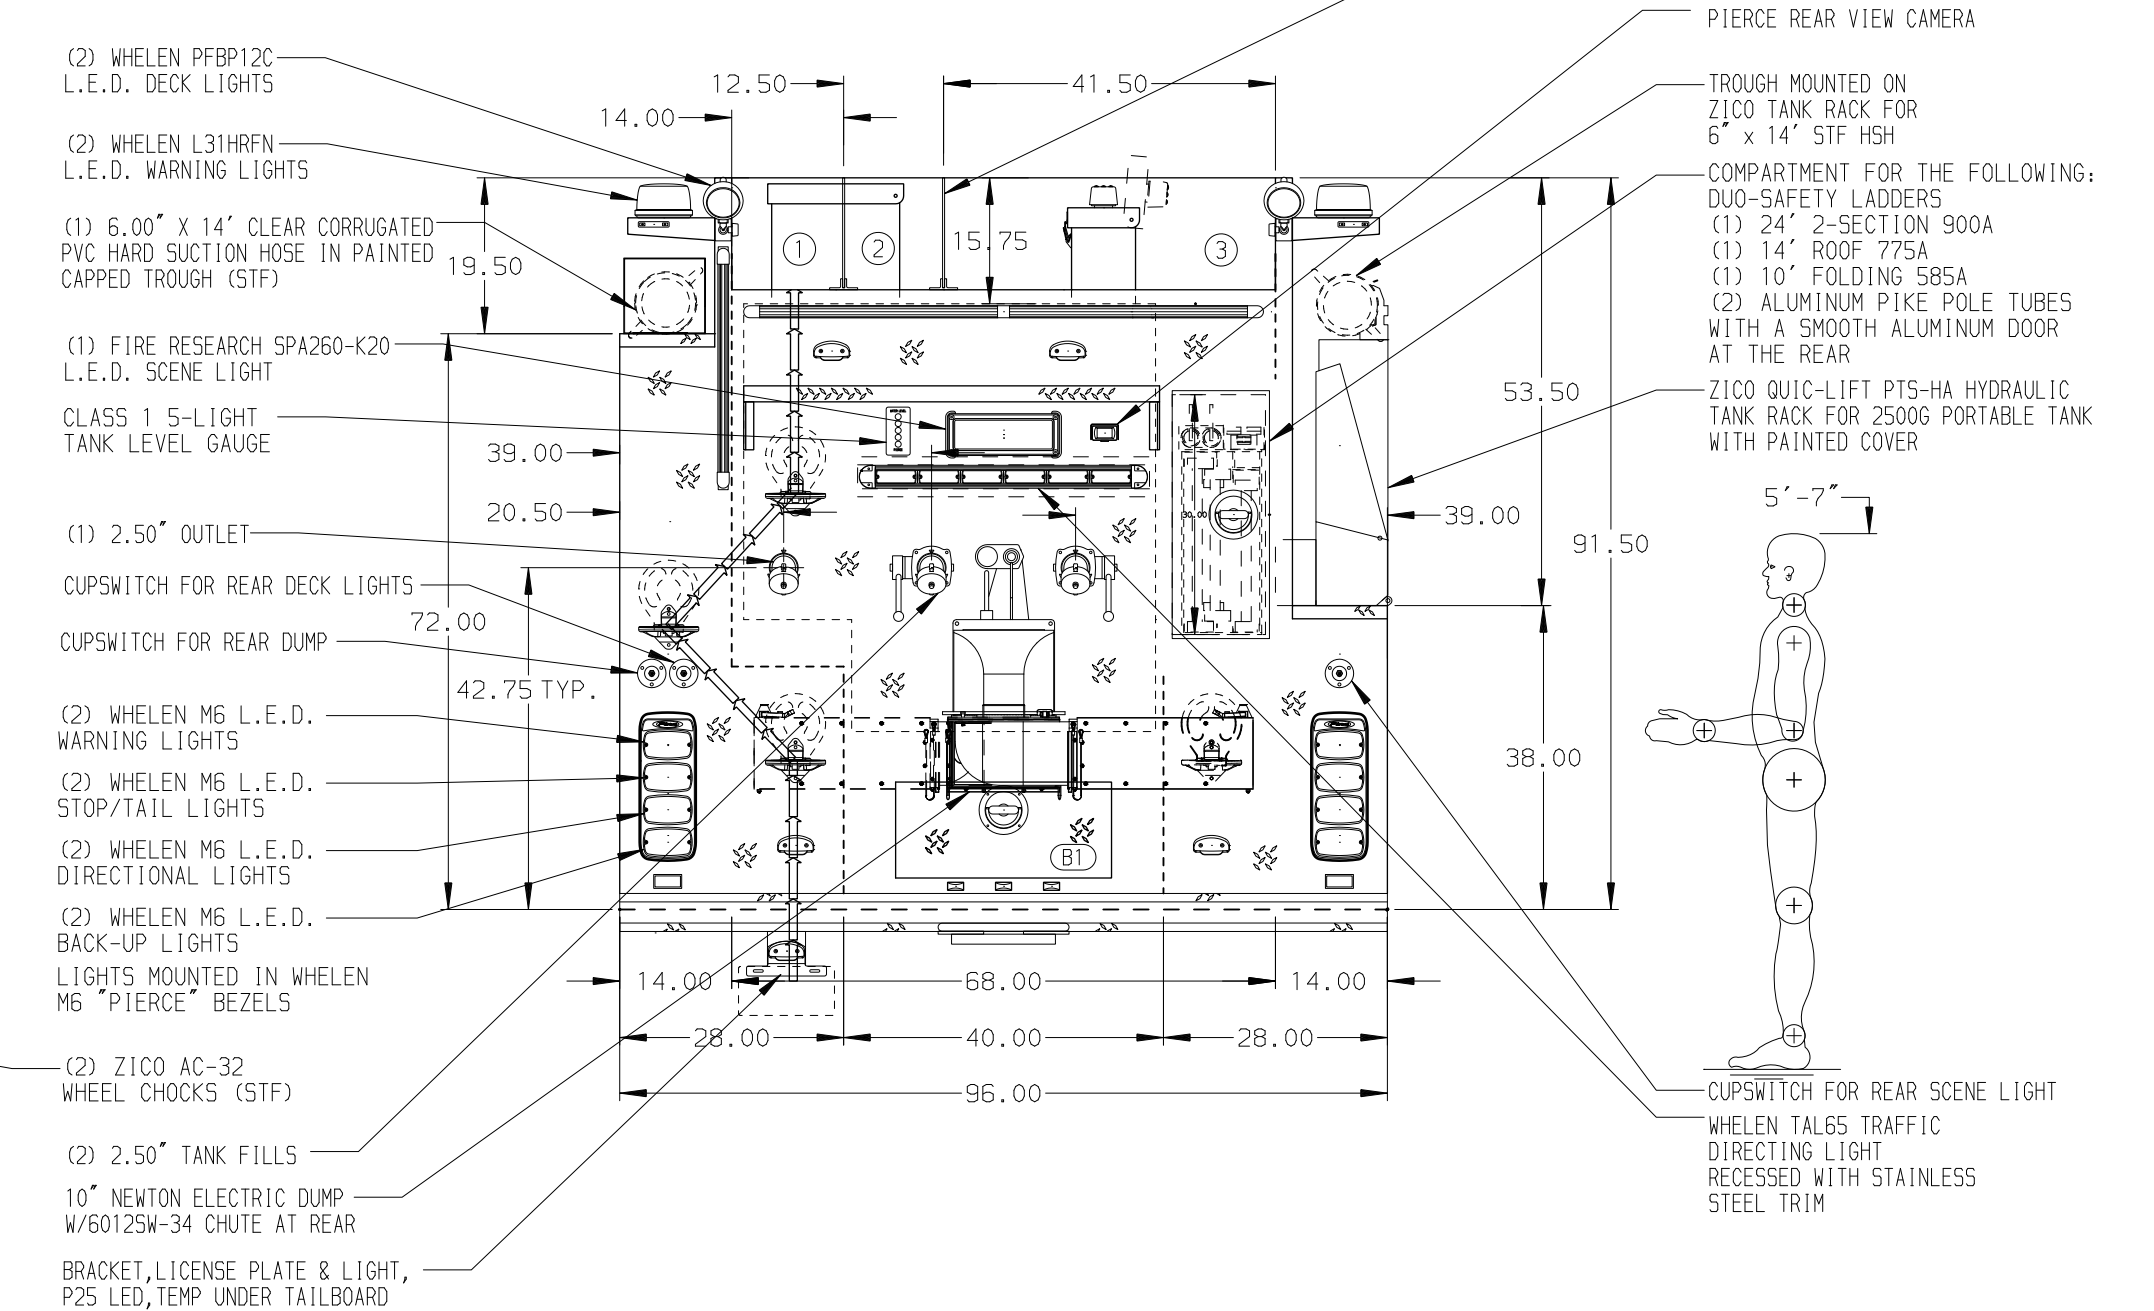 (2) WHELEN PFBP12C
L.E.D. DECK LIGHTS
(2) WHELEN L31HRFN
L.E.D. WARNING LIGHTS
(1) 6.00" X 14' CLEAR CORRUGATED
PVC HARD SUCTION HOSE IN PAINTED
CAPPED TROUGH (STF)
(1) FIRE RESEARCH SPA260-K20
L.E.D. SCENE LIGHT
CLASS 1 5-LIGHT
TANK LEVEL GAUGE
(1) 2.50" OUTLET
CUPSWITCH FOR REAR DECK LIGHTS
CUPSWITCH FOR REAR DUMP
(2) WHELEN M6 L.E.D.
WARNING LIGHTS
(2) WHELEN M6 L.E.D.
STOP/TAIL LIGHTS
(2) WHELEN M6 L.E.D.
DIRECTIONAL LIGHTS
(2) WHELEN M6 L.E.D.
BACK-UP LIGHTS
LIGHTS MOUNTED IN WHELEN
M6 "PIERCE" BEZELS
(2) ZICO AC-32
WHEEL CHOCKS (STF)
(2) 2.50" TANK FILLS
10" NEWTON ELECTRIC DUMP
W/6012SW-34 CHUTE AT REAR
BRACKET,LICENSE PLATE & LIGHT,
P25 LED,TEMP UNDER TAILBOARD
12.50
41.50
14.00
19.50
15.75
1
2
3
39.00
20.50
30.00
72.00
42.75 TYP.
B1
14.00
68.00
14.00
28.00
40.00
28.00
96.00
53.50
39.00
91.50
38.00
5'-7"
PIERCE REAR VIEW CAMERA
TROUGH MOUNTED ON
ZICO TANK RACK FOR
6" x 14' STF HSH
COMPARTMENT FOR THE FOLLOWING:
DUO-SAFETY LADDERS
(1) 24' 2-SECTION 900A
(1) 14' ROOF 775A
(1) 10' FOLDING 585A
(2) ALUMINUM PIKE POLE TUBES
WITH A SMOOTH ALUMINUM DOOR
AT THE REAR
ZICO QUIC-LIFT PTS-HA HYDRAULIC
TANK RACK FOR 2500G PORTABLE TANK
WITH PAINTED COVER
CUPSWITCH FOR REAR SCENE LIGHT
WHELEN TAL65 TRAFFIC
DIRECTING LIGHT
RECESSED WITH STAINLESS
STEEL TRIM